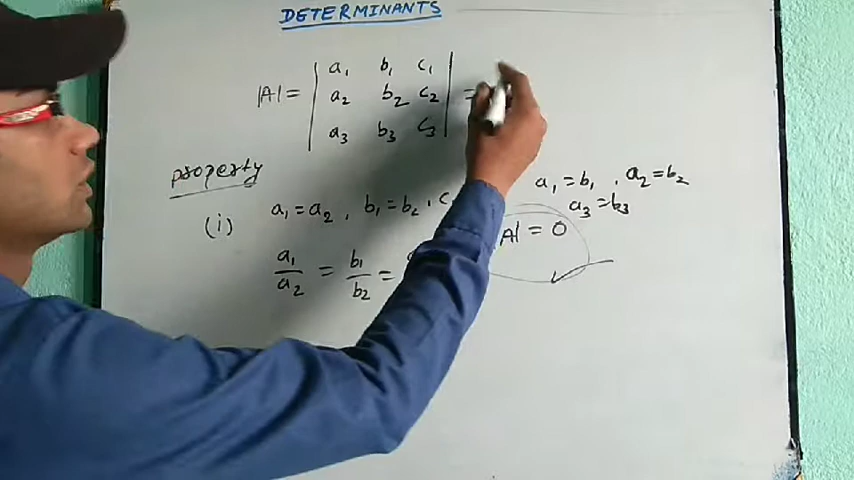 DETERMINANTS
|A| = | a₁ b₁ c₁ | =
| a₂ b₂ c₂ |
| a₃ b₃ c₃ |
property
(i) a₁ = a₂ , b₁ = b₂ , c
a₁ = b₁ , a₂ = b₂
a₃ = b₃
a₁/a₂ = b₁/b₂ =
A| = 0